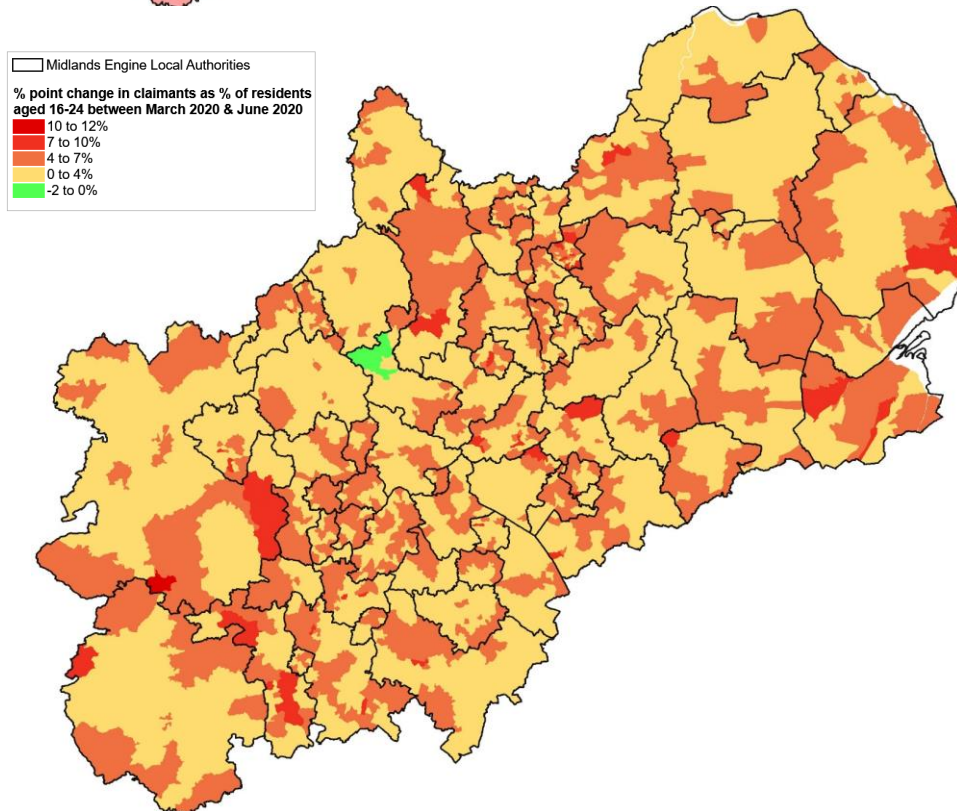 Midlands Engine Local Authorities
% point change in claimants as % of residents
aged 16-24 between March 2020 & June 2020
10 to 12%
7 to 10%
4 to 7%
0 to 4%
-2 to 0%